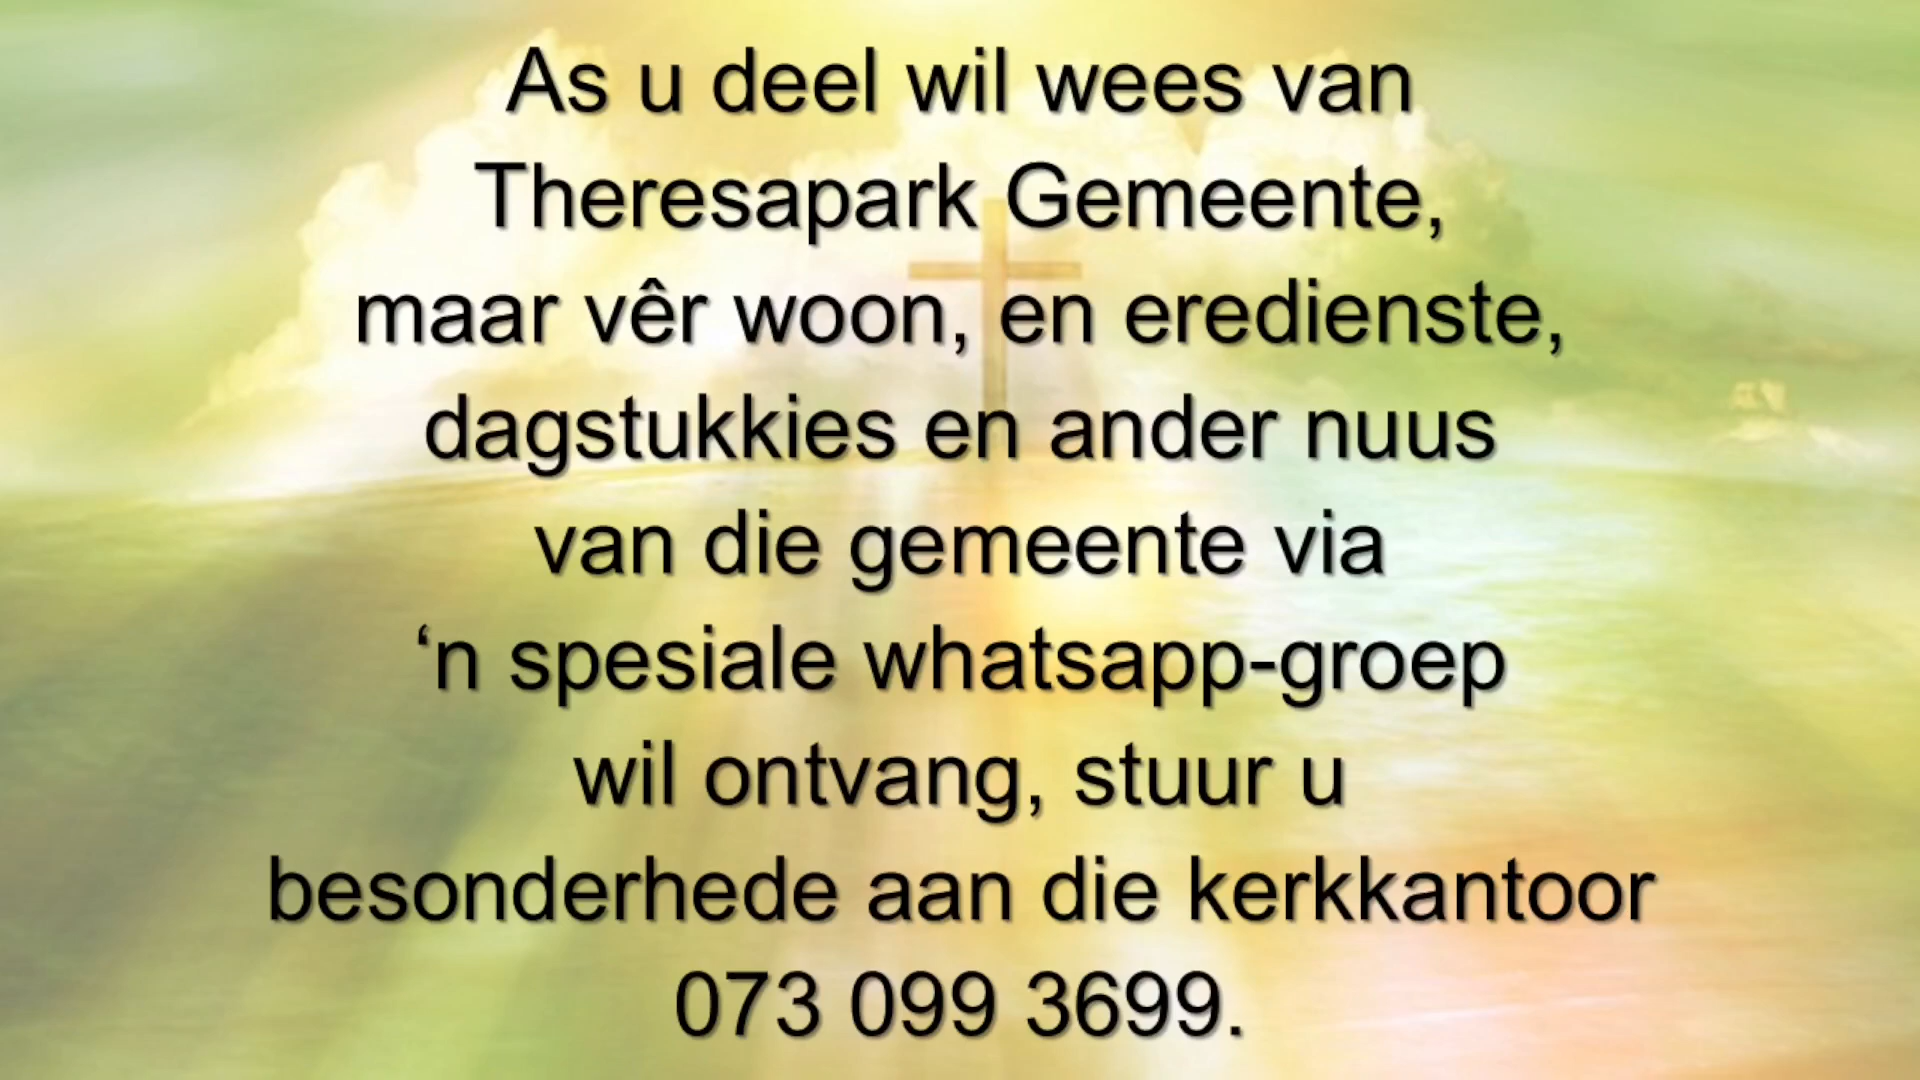 As u deel wil wees van
Theresapark Gemeente,
maar vêr woon, en eredienste,
dagstukkies en ander nuus
van die gemeente via
‘n spesiale whatsapp-groep
wil ontvang, stuur u
besonderhede aan die kerkkantoor
073 099 3699.